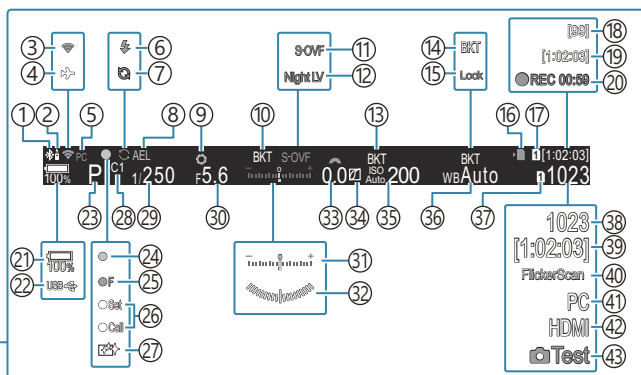 ③ ⑥ S-OVF ⑪ ⑭ BKT [99] ⑱
④ ⑦ Night LV ⑫ ⑮ Lock [1:02:03] ⑲
REC 00:59 ⑳
① ② ⑤ ⑧ ⑨ ⑩ ⑬ ⑯ ⑰
PC AEL BKT S-OVF BKT BKT 1 [1:02:03]
100% P C1 1/250 F5.6 − + 0.0 ISO Auto 200 WB Auto 1 1023
㉓ ㉘ ㉙ ㉚ ㉝ ㉞ ㉟ ㊱ ㊲
㉑ 100%
㉒ USB
㉔
㉕ F
㉖ Set
Call
㉗
− + ㉛
㉜
1023 ㊳
[1:02:03] ㊴
FlickerScan ㊵
PC ㊶
HDMI ㊷
Test ㊸